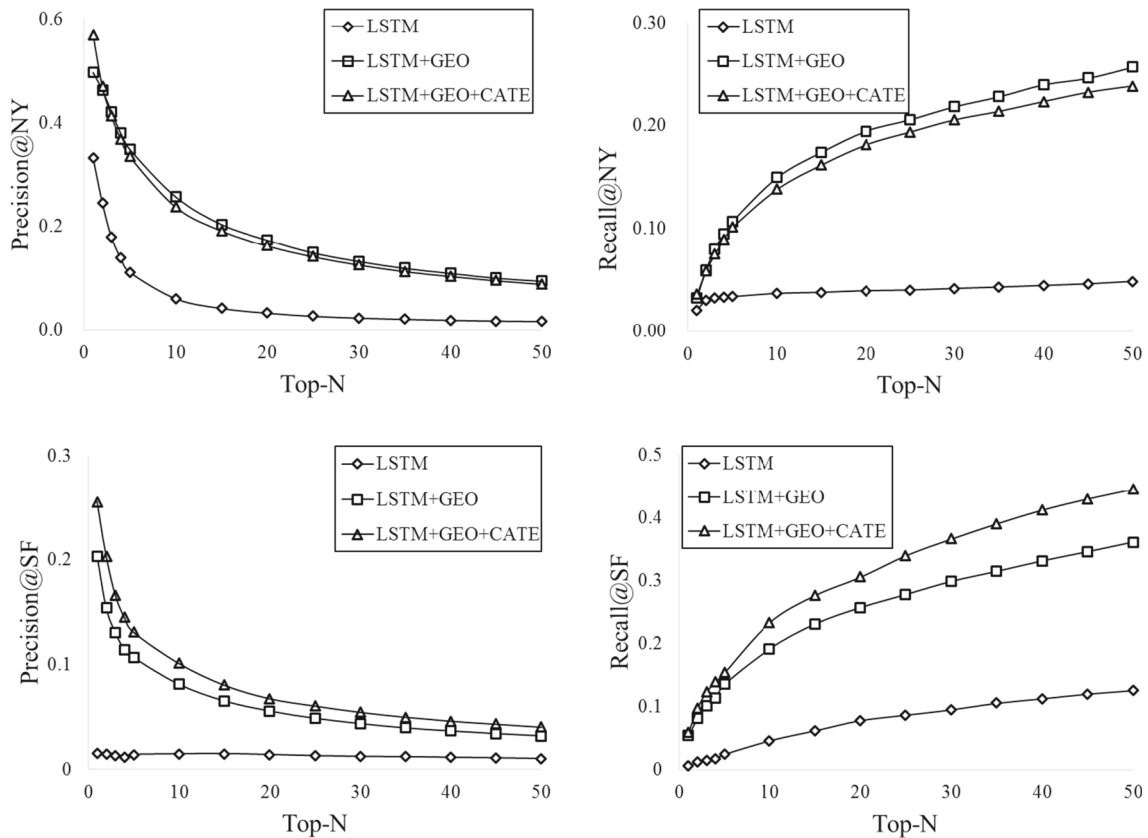 0.6
0.4
0.2
0.0
Precision@NY
0 10 20 30 40 50
Top-N
LSTM
LSTM+GEO
LSTM+GEO+CATE
0.30
0.20
0.10
0.00
Recall@NY
0 10 20 30 40 50
Top-N
LSTM
LSTM+GEO
LSTM+GEO+CATE
0.3
0.2
0.1
0
Precision@SF
0 10 20 30 40 50
Top-N
LSTM
LSTM+GEO
LSTM+GEO+CATE
0.5
0.4
0.3
0.2
0.1
0
Recall@SF
0 10 20 30 40 50
Top-N
LSTM
LSTM+GEO
LSTM+GEO+CATE